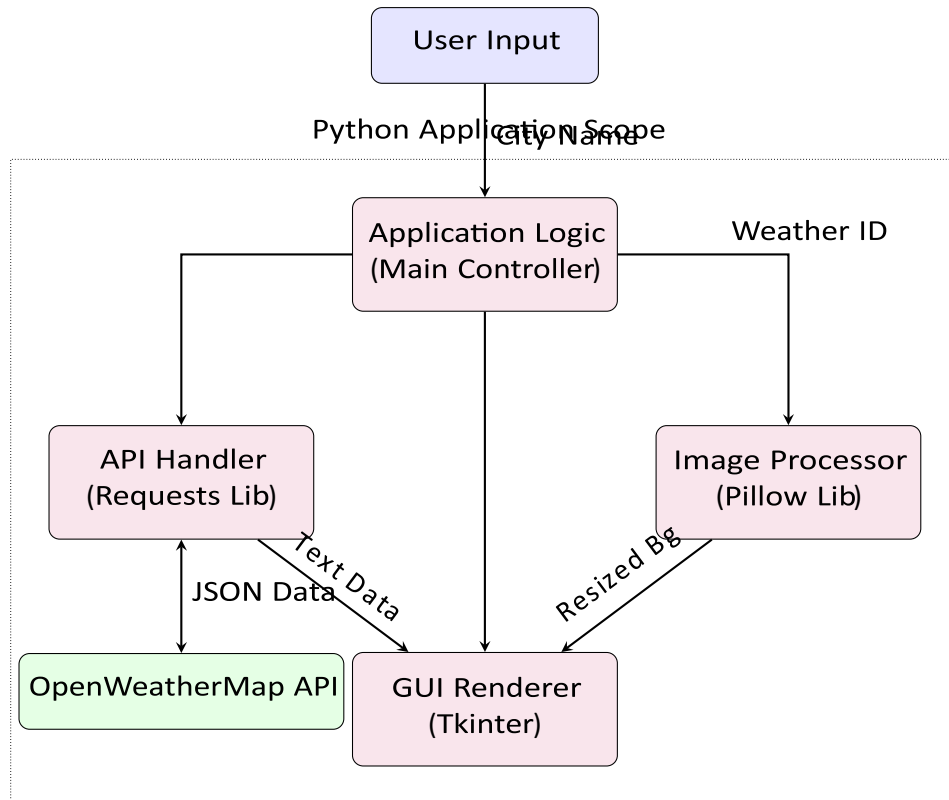 User Input
Python Application Scope
City Name
Application Logic
(Main Controller)
Weather ID
API Handler
(Requests Lib)
Image Processor
(Pillow Lib)
Text Data
Resized Bg
JSON Data
OpenWeatherMap API
GUI Renderer
(Tkinter)